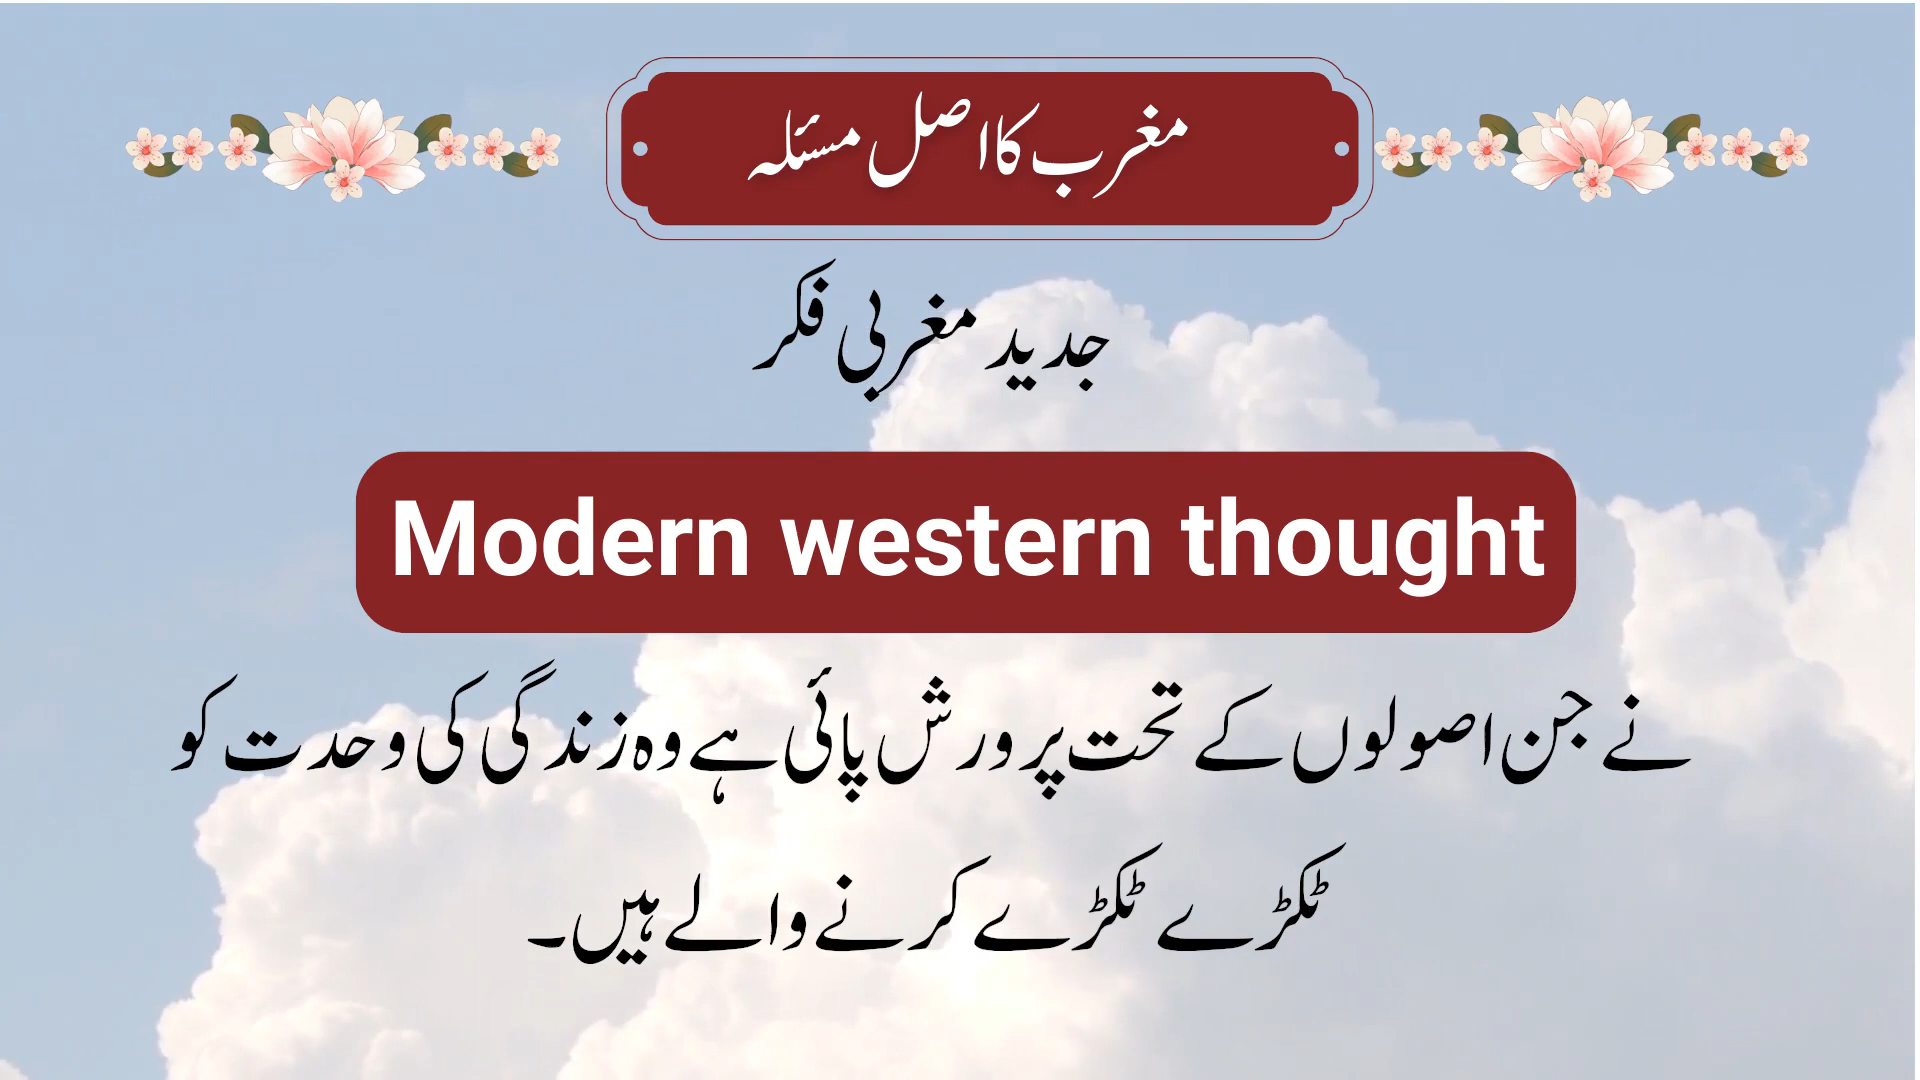 مغرب کا اصل مسئلہ
جدید مغربی فکر
Modern western thought
نے جن اصولوں کے تحت پرورش پائی ہے وہ زندگی کی وحدت کو
ٹکڑے ٹکڑے کرنے والے ہیں۔